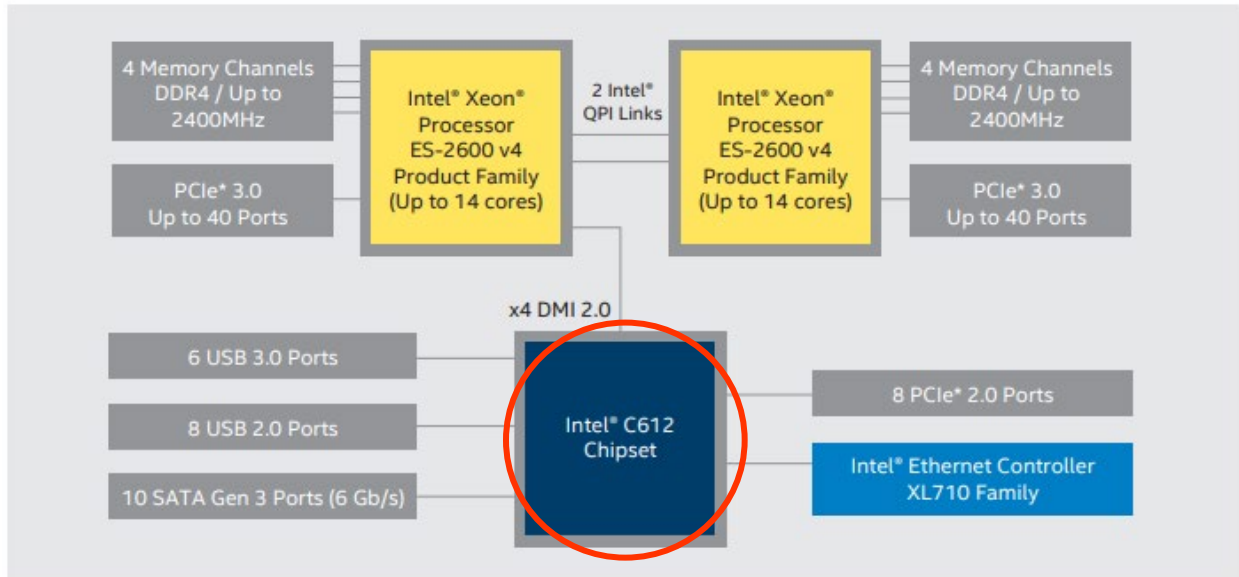 4 Memory Channels
DDR4 / Up to
2400MHz
PCIe* 3.0
Up to 40 Ports
Intel® Xeon®
Processor
ES-2600 v4
Product Family
(Up to 14 cores)
2 Intel®
QPI Links
Intel® Xeon®
Processor
ES-2600 v4
Product Family
(Up to 14 cores)
4 Memory Channels
DDR4 / Up to
2400MHz
PCIe* 3.0
Up to 40 Ports
x4 DMI 2.0
6 USB 3.0 Ports
8 USB 2.0 Ports
10 SATA Gen 3 Ports (6 Gb/s)
Intel® C612
Chipset
8 PCIe* 2.0 Ports
Intel® Ethernet Controller
XL710 Family